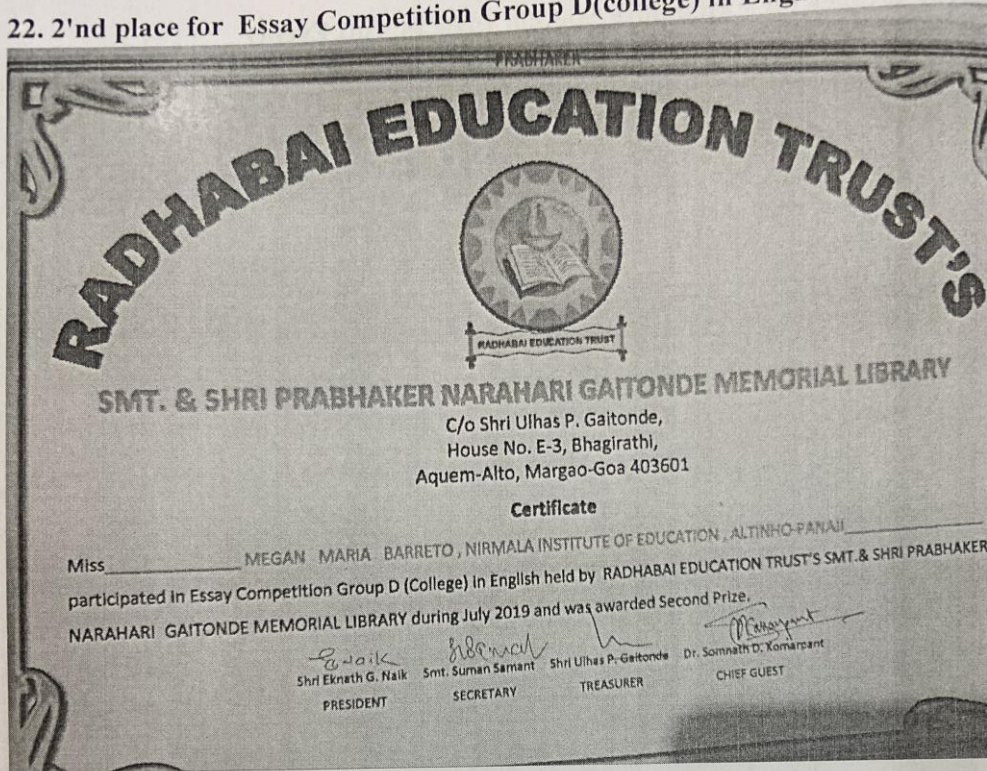 22. 2'nd place for Essay Competition Group D(college) in
PRABHAKER
RADHABAI EDUCATION TRUST'S
RADHABAI EDUCATION TRUST
SMT. & SHRI PRABHAKER NARAHARI GAITONDE MEMORIAL LIBRARY
C/o Shri Ulhas P. Gaitonde,
House No. E-3, Bhagirathi,
Aquem-Alto, Margao-Goa 403601
Certificate
Miss MEGAN MARIA BARRETO , NIRMALA INSTITUTE OF EDUCATION , ALTINHO-PANAJI
participated in Essay Competition Group D (College) in English held by RADHABAI EDUCATION TRUST'S SMT.& SHRI PRABHAKER
NARAHARI GAITONDE MEMORIAL LIBRARY during July 2019 and was awarded Second Prize.
Shri Eknath G. Naik Smt. Suman Samant Shri Ulhas P. Gaitonde Dr. Somnath D. Komarpant
PRESIDENT SECRETARY TREASURER CHIEF GUEST